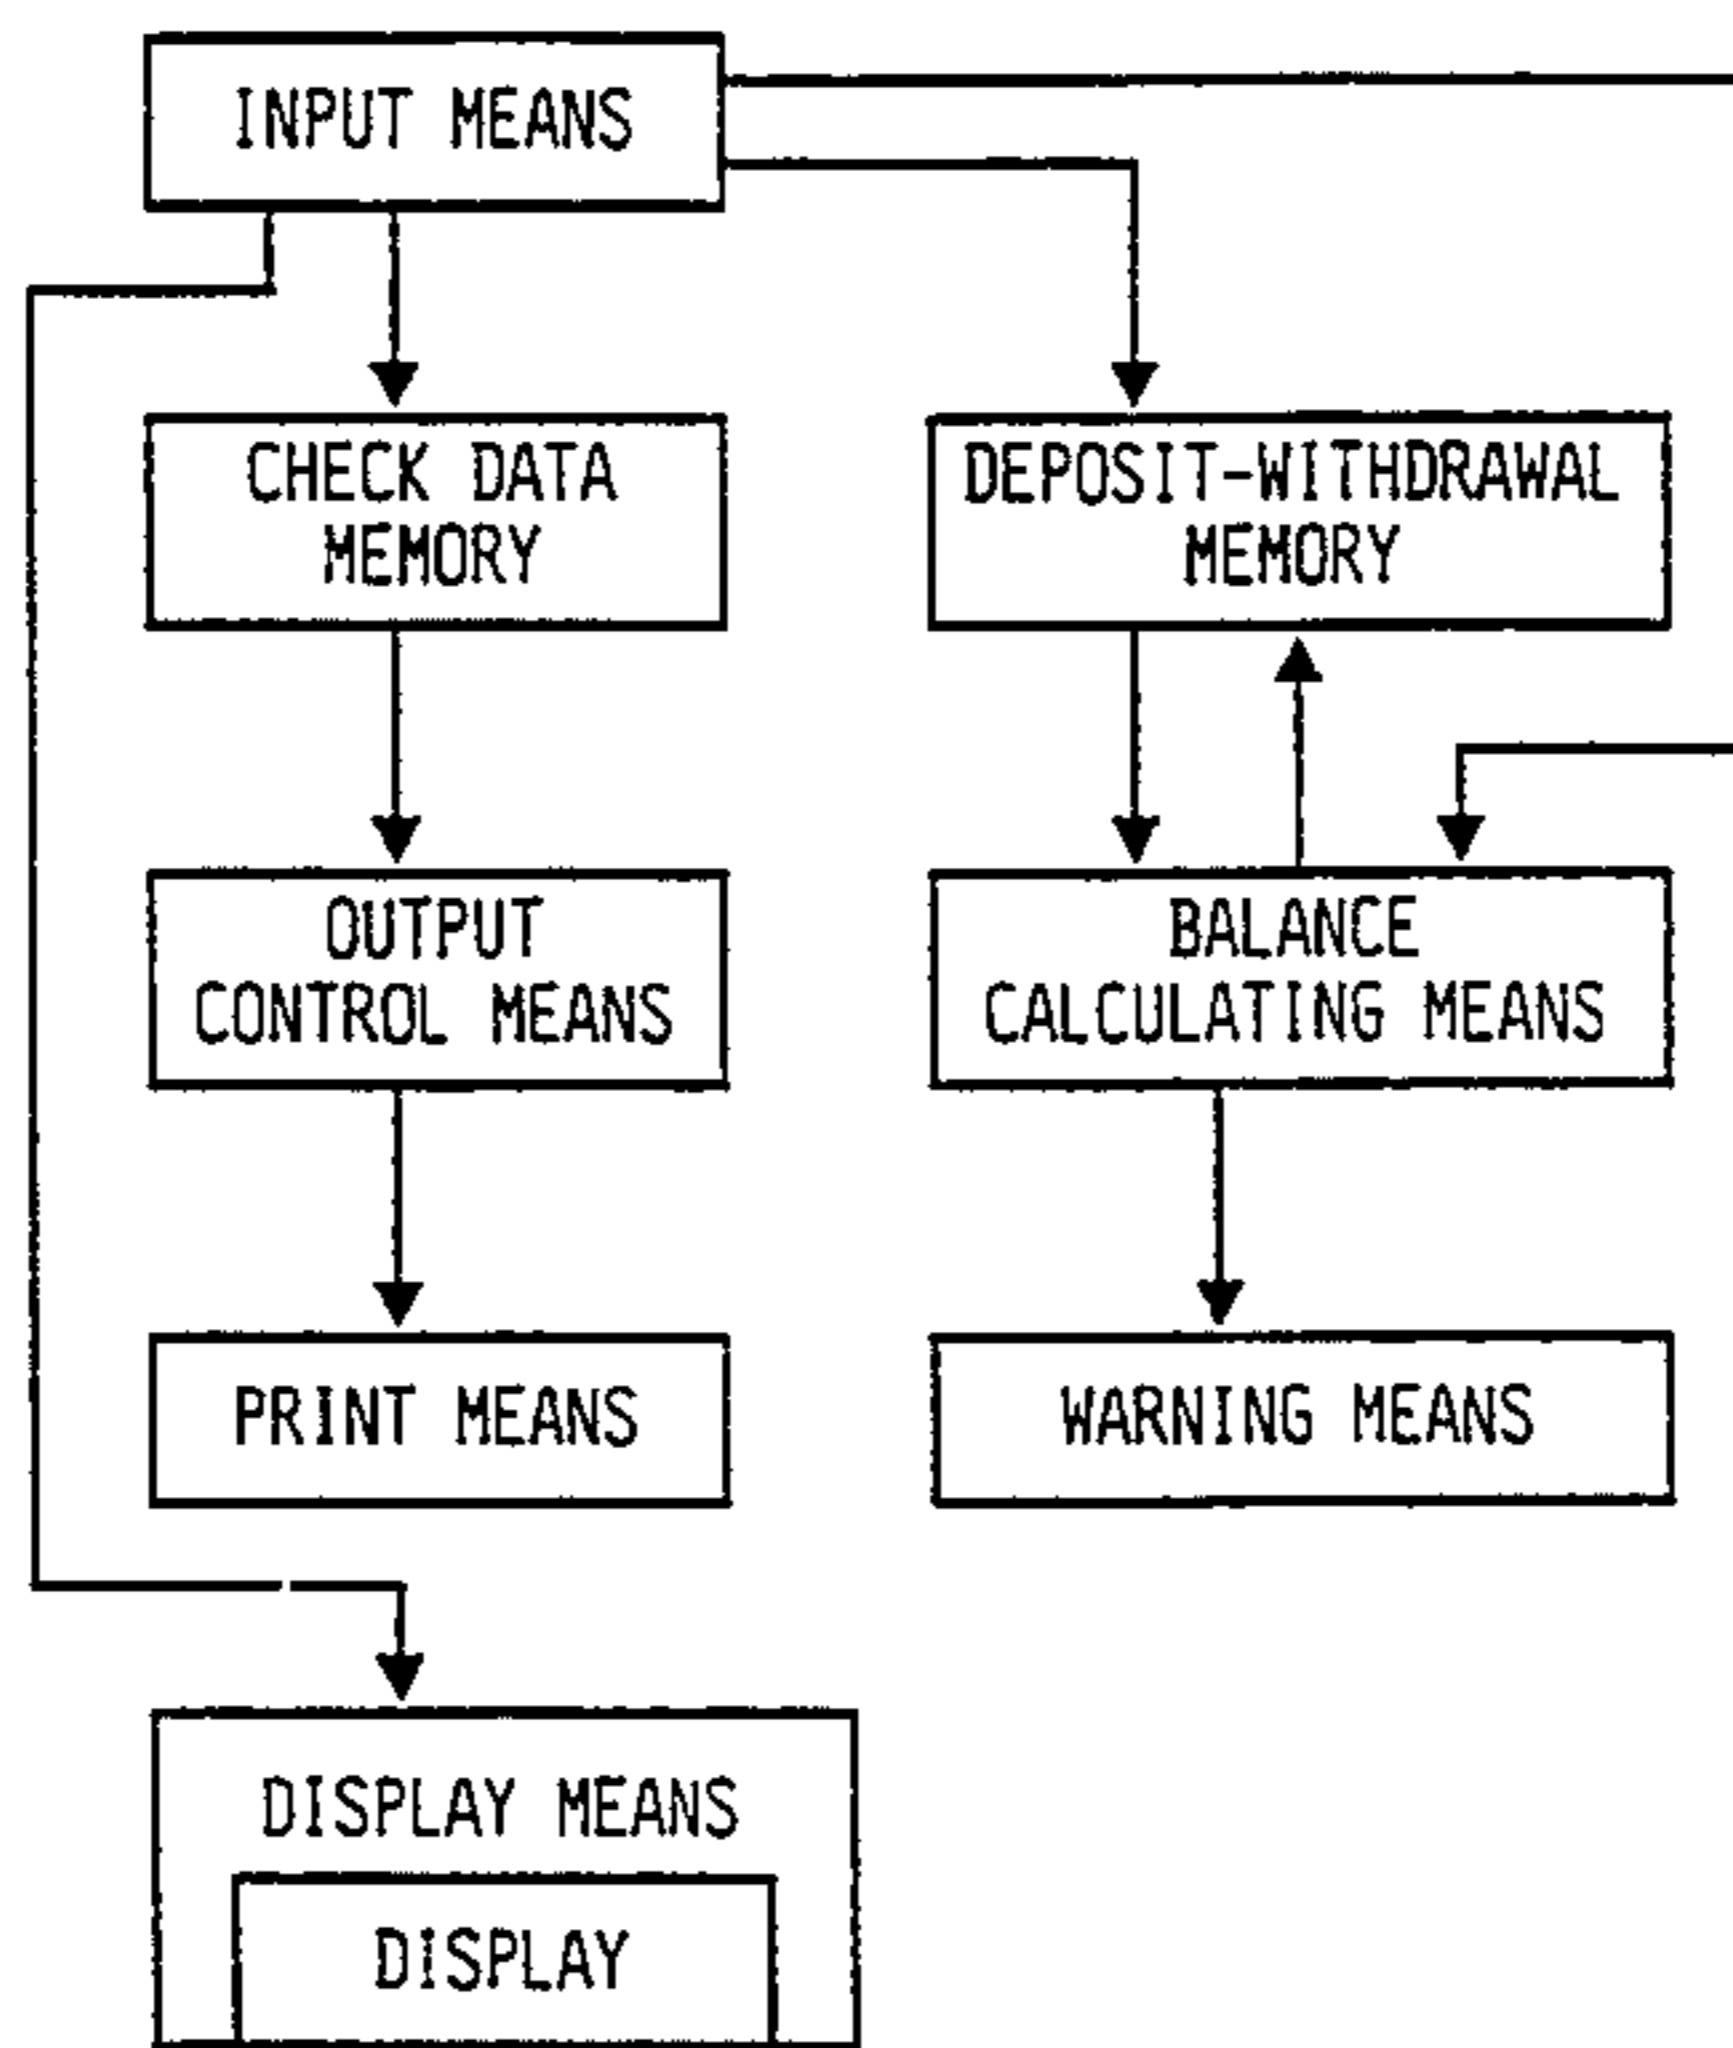 INPUT MEANS
CHECK DATA
MEMORY
DEPOSIT-WITHDRAWAL
MEMORY
OUTPUT
CONTROL MEANS
BALANCE
CALCULATING MEANS
PRINT MEANS
WARNING MEANS
DISPLAY MEANS
DISPLAY